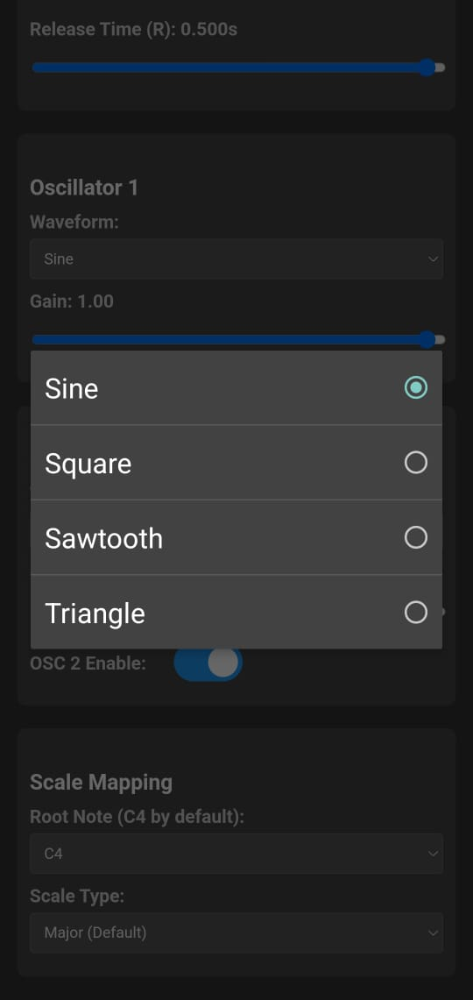 Release Time (R): 0.500s
Oscillator 1
Waveform:
Sine
Gain: 1.00
Sine
Square
Sawtooth
Triangle
OSC 2 Enable:
Scale Mapping
Root Note (C4 by default):
C4
Scale Type:
Major (Default)